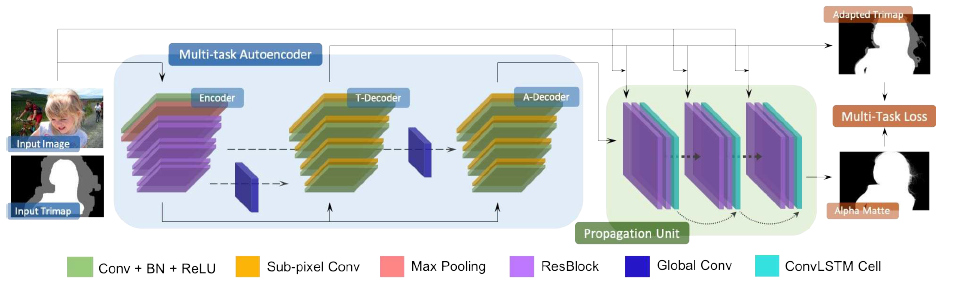 Adapted Trimap
Multi-task Autoencoder
Encoder
T-Decoder
A-Decoder
Multi-Task Loss
Input Image
Input Trimap
Alpha Matte
Propagation Unit
Conv + BN + ReLU
Sub-pixel Conv
Max Pooling
ResBlock
Global Conv
ConvLSTM Cell